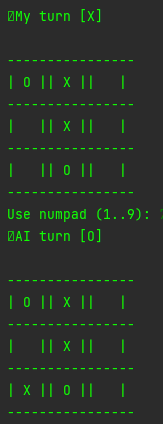 My turn [X]
----------------
| O || X ||   |
----------------
|   || X ||   |
----------------
|   || O ||   |
----------------
Use numpad (1..9):
AI turn [O]
----------------
| O || X ||   |
----------------
|   || X ||   |
----------------
| X || O ||   |
----------------